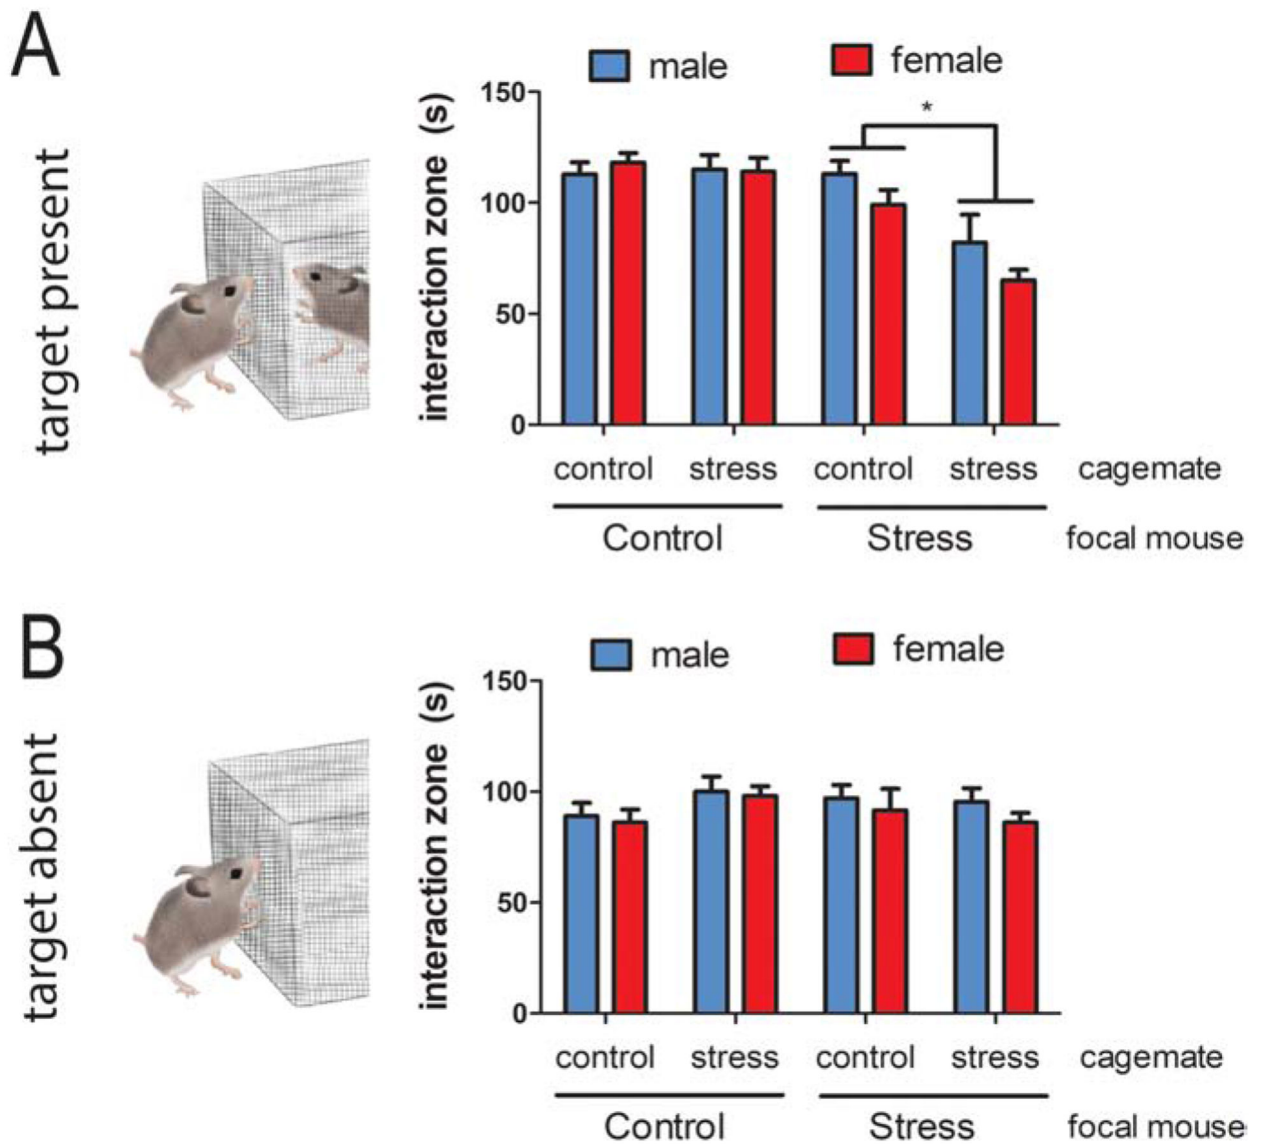 A
male female
target present
interaction zone (s)
150
*
100
50
0
control stress control stress cagemate
Control Stress focal mouse
B
male female
target absent
interaction zone (s)
150
100
50
0
control stress control stress cagemate
Control Stress focal mouse